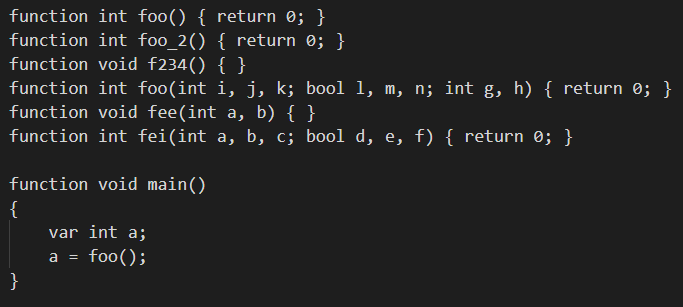 function int foo() { return 0; }
function int foo_2() { return 0; }
function void f234() { }
function int foo(int i, j, k; bool l, m, n; int g, h) { return 0; }
function void fee(int a, b) { }
function int fei(int a, b, c; bool d, e, f) { return 0; }

function void main()
{
    var int a;
    a = foo();
}